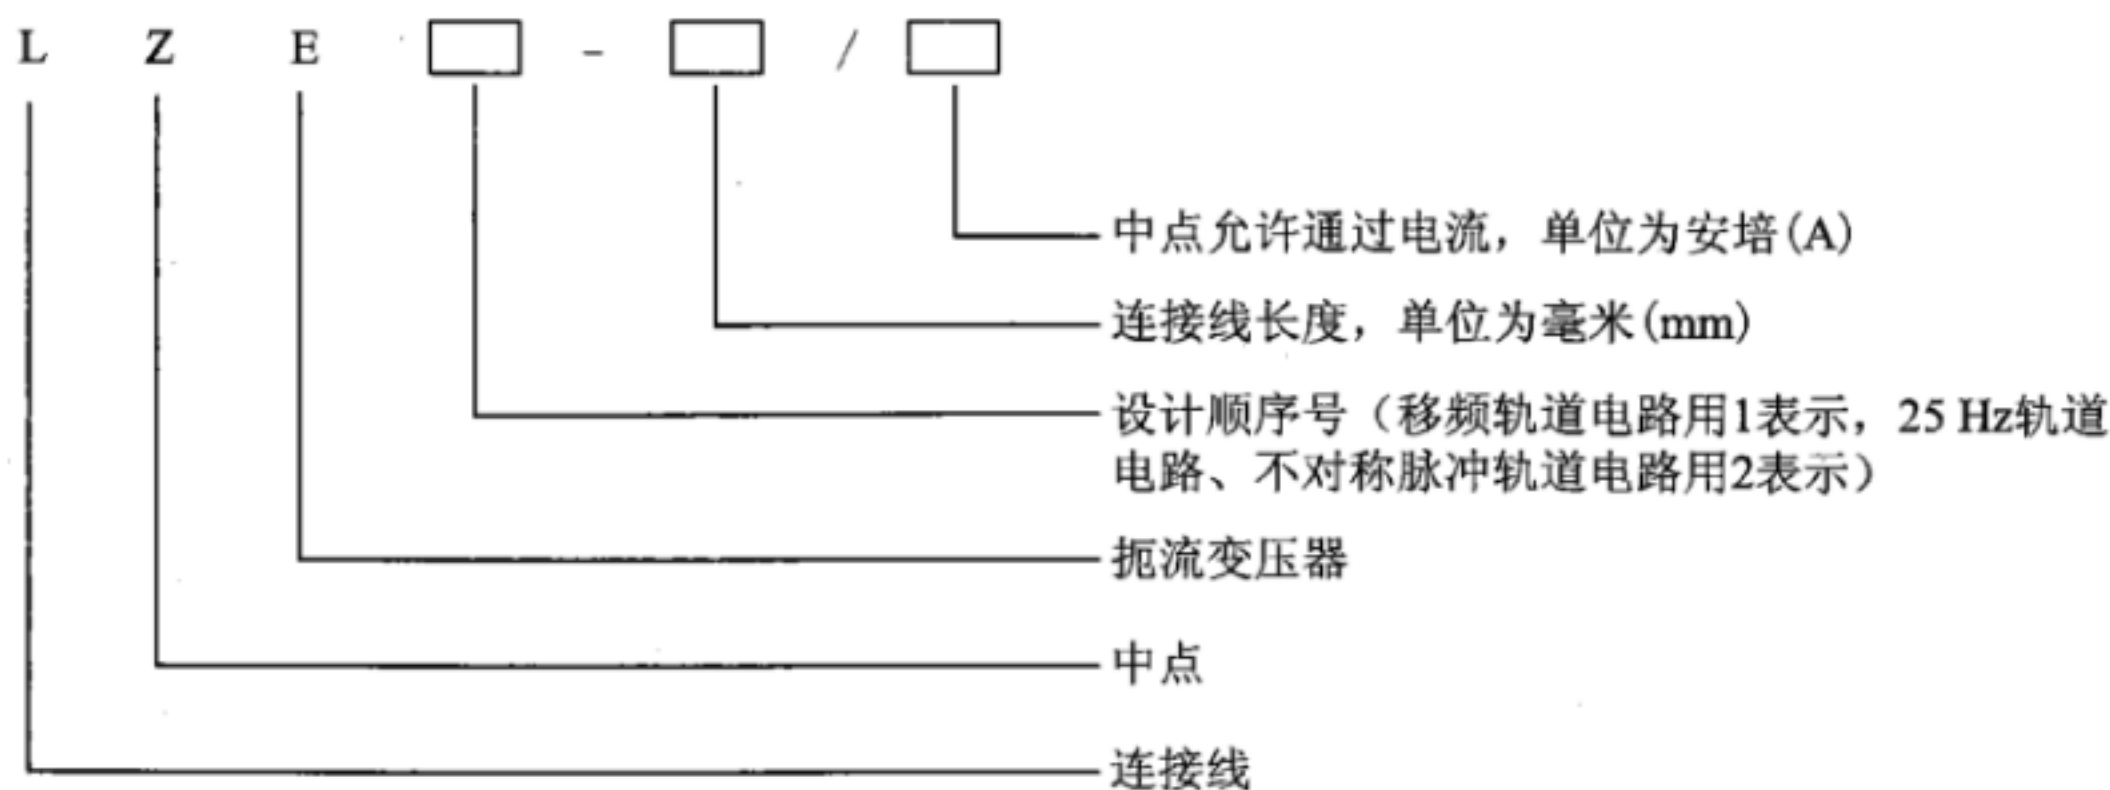 L Z E □ - □ / □
中点允许通过电流，单位为安培(A)
连接线长度，单位为毫米(mm)
设计顺序号（移频轨道电路用1表示，25 Hz轨道
电路、不对称脉冲轨道电路用2表示）
扼流变压器
中点
连接线